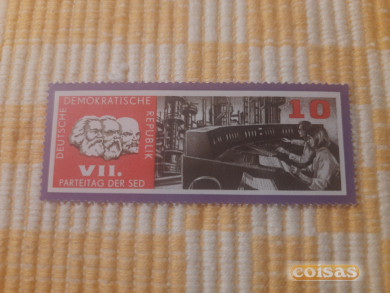 DEUTSCHE
DEMOKRATISCHE
REPUBLIK
VII.
PARTEITAG DER SED
10
coisas